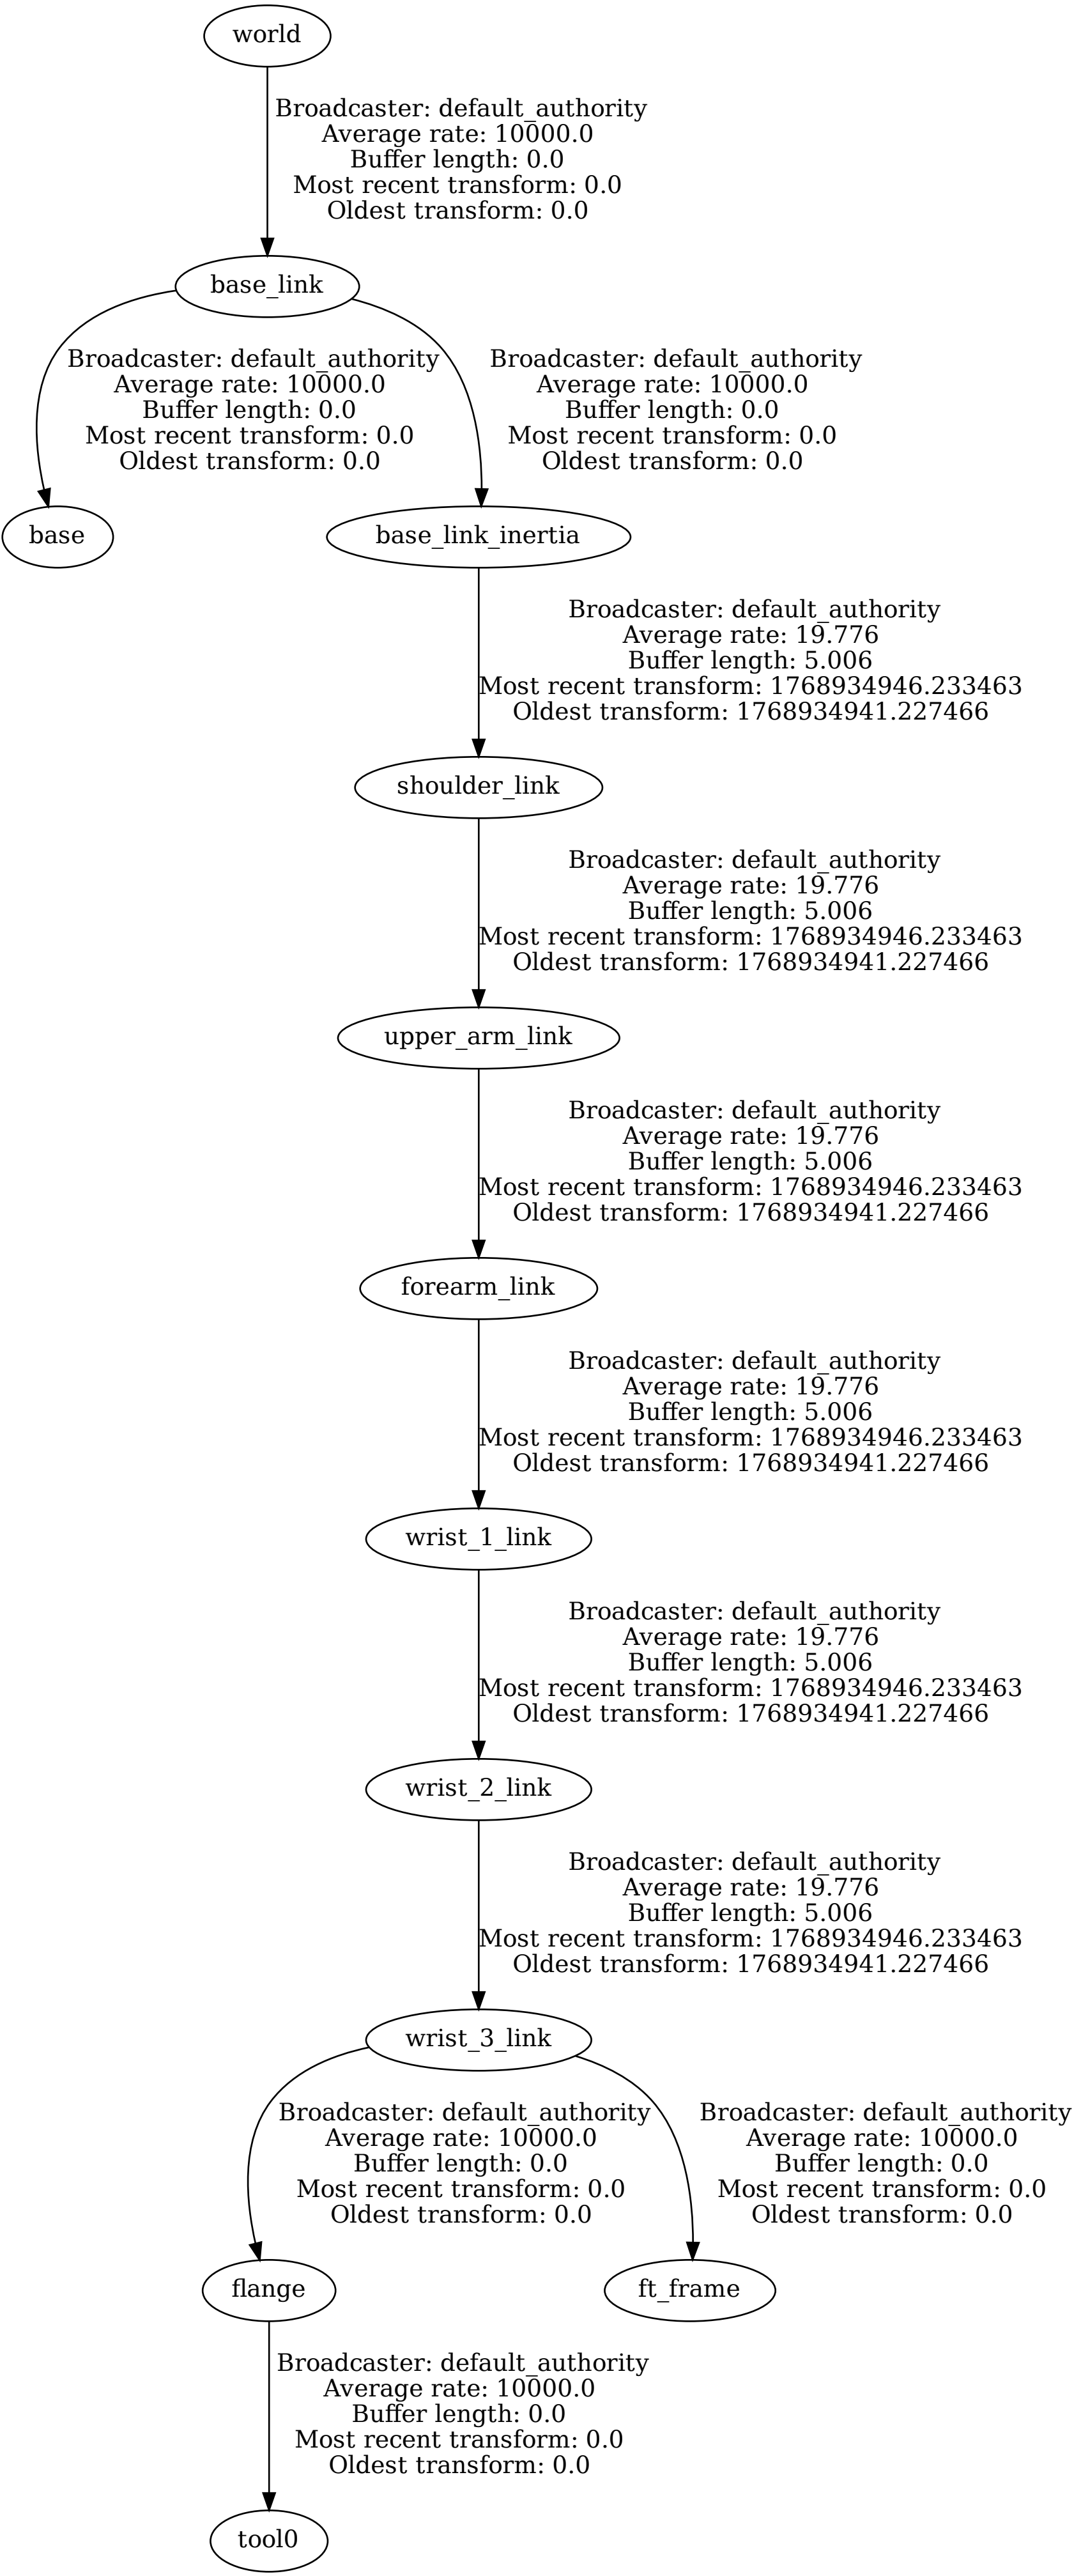 world
Broadcaster: default_authority
Average rate: 10000.0
Buffer length: 0.0
Most recent transform: 0.0
Oldest transform: 0.0
base_link
Broadcaster: default_authority
Average rate: 10000.0
Buffer length: 0.0
Most recent transform: 0.0
Oldest transform: 0.0
Broadcaster: default_authority
Average rate: 10000.0
Buffer length: 0.0
Most recent transform: 0.0
Oldest transform: 0.0
base
base_link_inertia
Broadcaster: default_authority
Average rate: 19.776
Buffer length: 5.006
Most recent transform: 1768934946.233463
Oldest transform: 1768934941.227466
shoulder_link
Broadcaster: default_authority
Average rate: 19.776
Buffer length: 5.006
Most recent transform: 1768934946.233463
Oldest transform: 1768934941.227466
upper_arm_link
Broadcaster: default_authority
Average rate: 19.776
Buffer length: 5.006
Most recent transform: 1768934946.233463
Oldest transform: 1768934941.227466
forearm_link
Broadcaster: default_authority
Average rate: 19.776
Buffer length: 5.006
Most recent transform: 1768934946.233463
Oldest transform: 1768934941.227466
wrist_1_link
Broadcaster: default_authority
Average rate: 19.776
Buffer length: 5.006
Most recent transform: 1768934946.233463
Oldest transform: 1768934941.227466
wrist_2_link
Broadcaster: default_authority
Average rate: 19.776
Buffer length: 5.006
Most recent transform: 1768934946.233463
Oldest transform: 1768934941.227466
wrist_3_link
Broadcaster: default_authority
Average rate: 10000.0
Buffer length: 0.0
Most recent transform: 0.0
Oldest transform: 0.0
Broadcaster: default_authority
Average rate: 10000.0
Buffer length: 0.0
Most recent transform: 0.0
Oldest transform: 0.0
flange
ft_frame
Broadcaster: default_authority
Average rate: 10000.0
Buffer length: 0.0
Most recent transform: 0.0
Oldest transform: 0.0
tool0